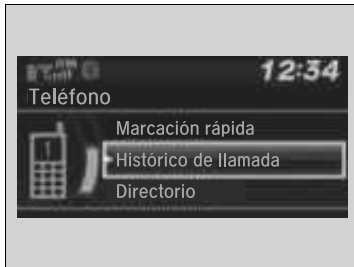 12:34
Teléfono
Marcación rápida
Histórico de llamada
Directorio